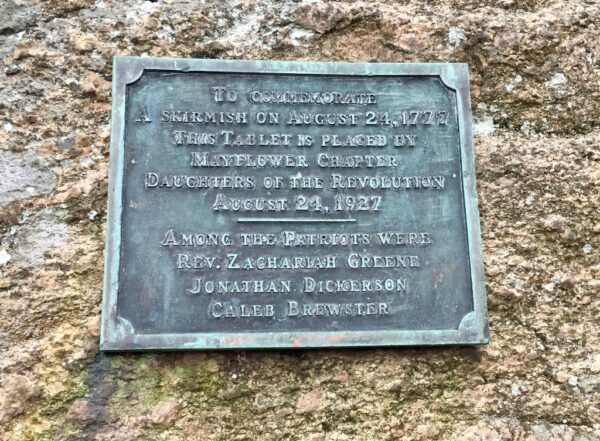 To commemorate
A skirmish on August 24, 1777
This Tablet is placed by
Mayflower Chapter
Daughters of the Revolution
August 24, 1927
Among the Patriots were
Rev. Zachariah Greene
Jonathan Dickerson
Caleb Brewster